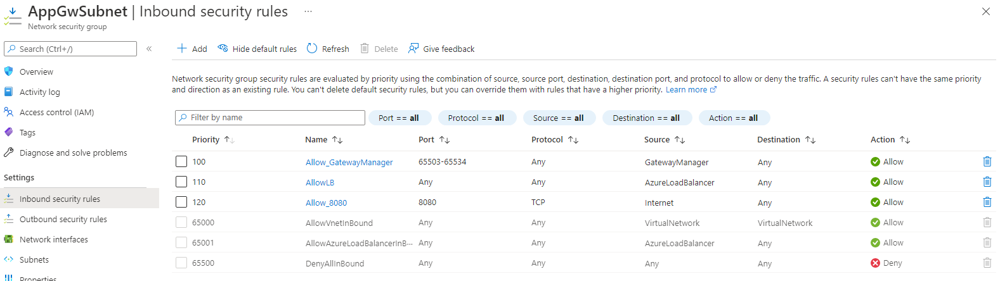 AppGwSubnet | Inbound security rules ...
Network security group
Search (Ctrl+/)
«
Add
Hide default rules
Refresh
Delete
Give feedback
Overview
Activity log
Access control (IAM)
Tags
Diagnose and solve problems
Settings
Inbound security rules
Outbound security rules
Network interfaces
Subnets
Properties
Network security group security rules are evaluated by priority using the combination of source, source port, destination, destination port, and protocol to allow or deny the traffic. A security rules can't have the same priority
and direction as an existing rule. You can't delete default security rules, but you can override them with rules that have a higher priority. Learn more
Filter by name
Port == all
Protocol == all
Source == all
Destination == all
Action == all
Priority ↑↓ Name ↑↓ Port ↑↓ Protocol ↑↓ Source ↑↓ Destination ↑↓ Action ↑↓
100 Allow_GatewayManager 65503-65534 Any GatewayManager Any Allow
110 AllowLB Any Any AzureLoadBalancer Any Allow
120 Allow_8080 8080 TCP Internet Any Allow
65000 AllowVnetInBound Any Any VirtualNetwork VirtualNetwork Allow
65001 AllowAzureLoadBalancerInB... Any Any AzureLoadBalancer Any Allow
65500 DenyAllInBound Any Any Any Any Deny